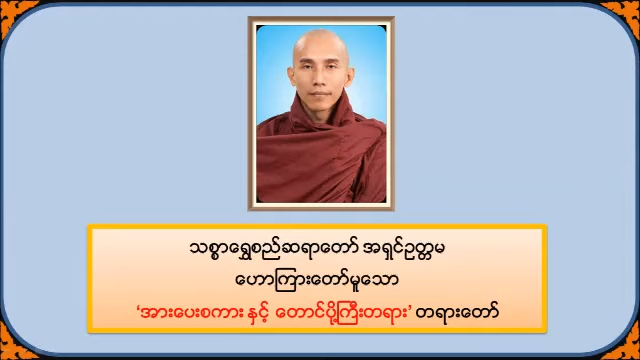 သစ္စာရွှေစည်ဆရာတော် အရှင်ဥတ္တမ
ဟောကြားတော်မူသော
‘အားပေးစကား နှင့် တောင်ပို့ကြီးတရား’ တရားတော်